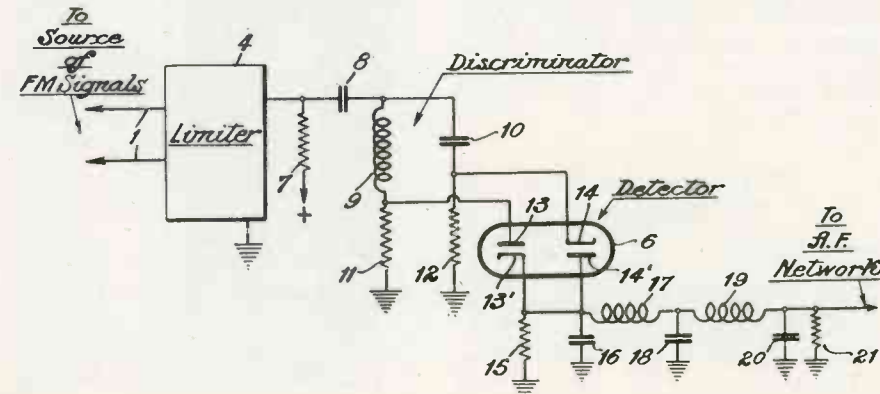 To
Source
of
FM Signals
1
4
Limiter
7
+
8
Discriminator
9
10
11
12
13
14
Detector
6
13'
14'
15
16
17
18
19
20
21
To
A.F.
Network